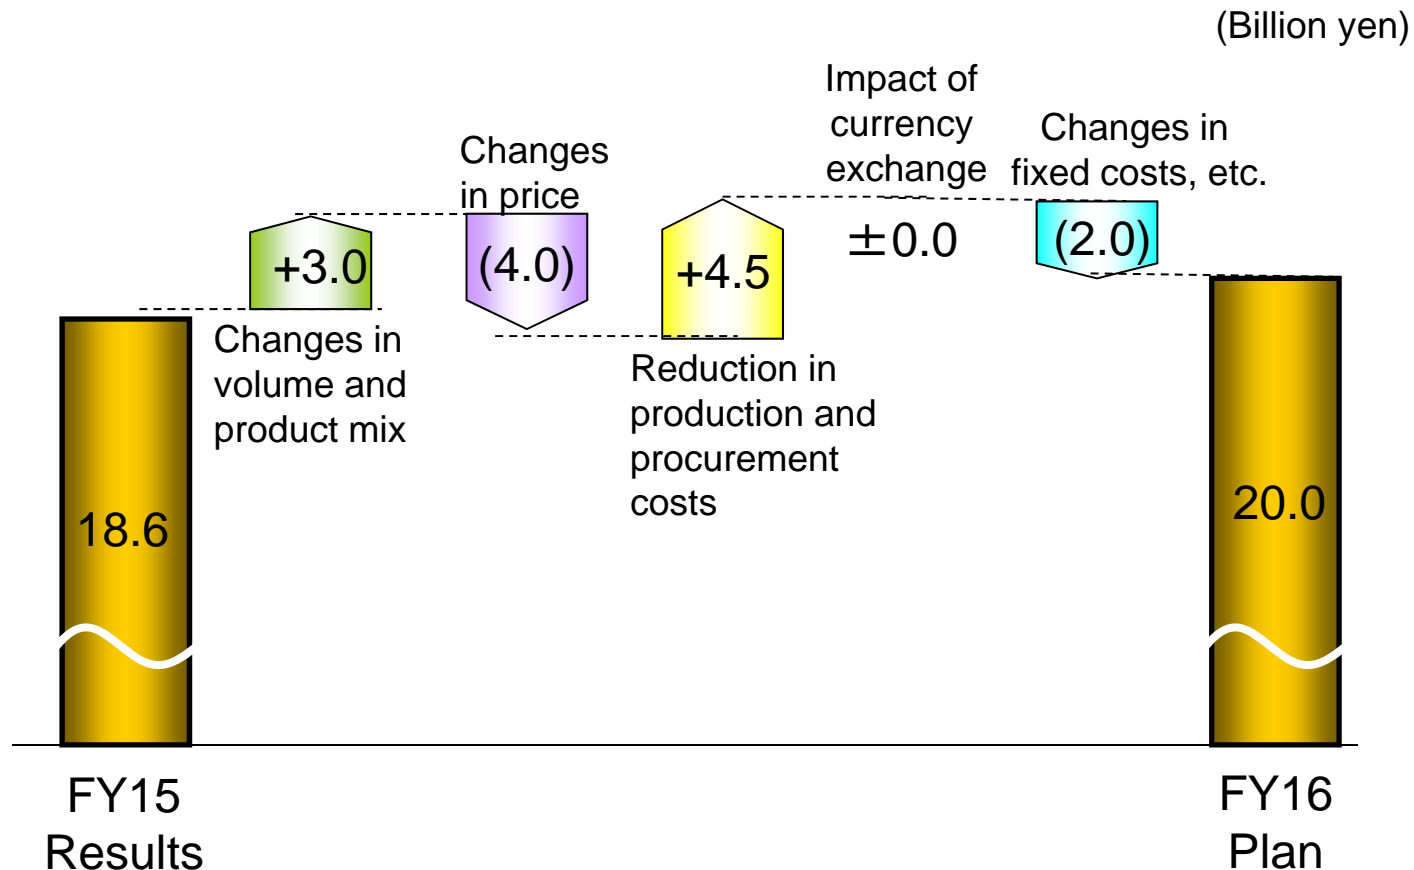 (Billion yen)
Impact of
currency
exchange
Changes in
fixed costs, etc.
Changes
in price
+3.0
(4.0)
+4.5
±0.0
(2.0)
Changes in
volume and
product mix
Reduction in
production and
procurement
costs
18.6
20.0
FY15
Results
FY16
Plan